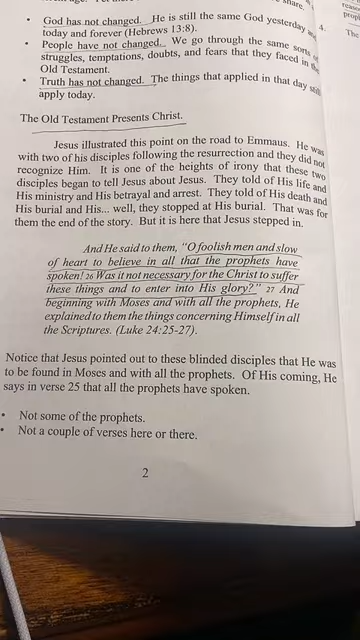 share.
• God has not changed. He is still the same God yesterday and
today and forever (Hebrews 13:8).
• People have not changed. We go through the same sorts of
struggles, temptations, doubts, and fears that they faced in the
Old Testament.
• Truth has not changed. The things that applied in that day still
apply today.
The Old Testament Presents Christ.
Jesus illustrated this point on the road to Emmaus. He was
with two of his disciples following the resurrection and they did not
recognize Him. It is one of the heights of irony that these two
disciples began to tell Jesus about Jesus. They told of His life and
His ministry and His betrayal and arrest. They told of His death and
His burial and His... well, they stopped at His burial. That was for
them the end of the story. But it is here that Jesus stepped in.
And He said to them, "O foolish men and slow
of heart to believe in all that the prophets have
spoken! 26 Was it not necessary for the Christ to suffer
these things and to enter into His glory?" 27 And
beginning with Moses and with all the prophets, He
explained to them the things concerning Himself in all
the Scriptures. (Luke 24:25-27).
Notice that Jesus pointed out to these blinded disciples that He was
to be found in Moses and with all the prophets. Of His coming, He
says in verse 25 that all the prophets have spoken.
• Not some of the prophets.
• Not a couple of verses here or there.
2
4.
The